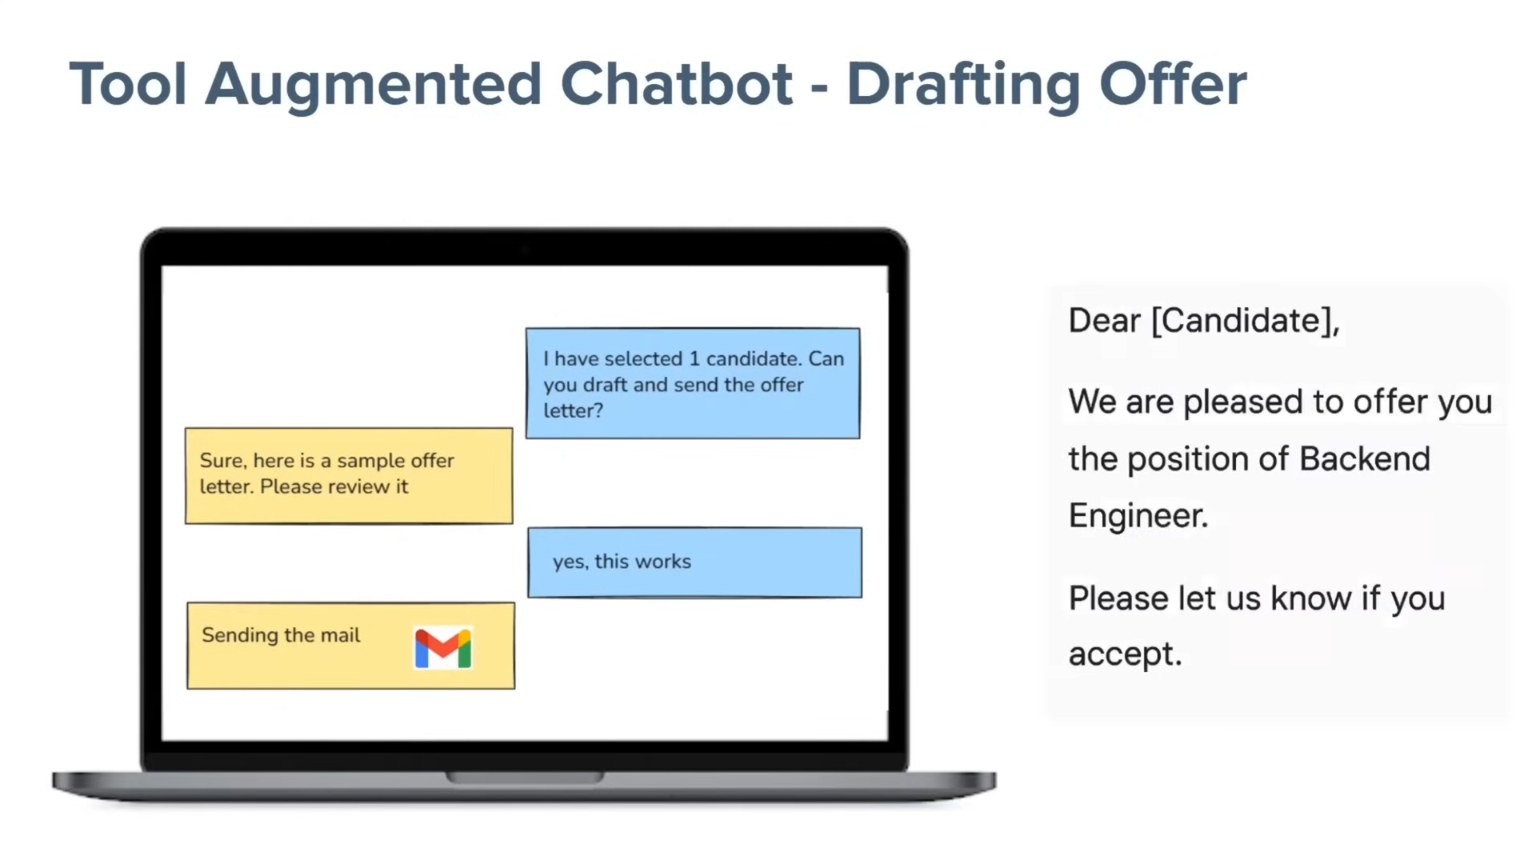 Tool Augmented Chatbot - Drafting Offer
I have selected 1 candidate. Can
you draft and send the offer
letter?
Sure, here is a sample offer
letter. Please review it
yes, this works
Sending the mail
Dear [Candidate],
We are pleased to offer you
the position of Backend
Engineer.
Please let us know if you
accept.